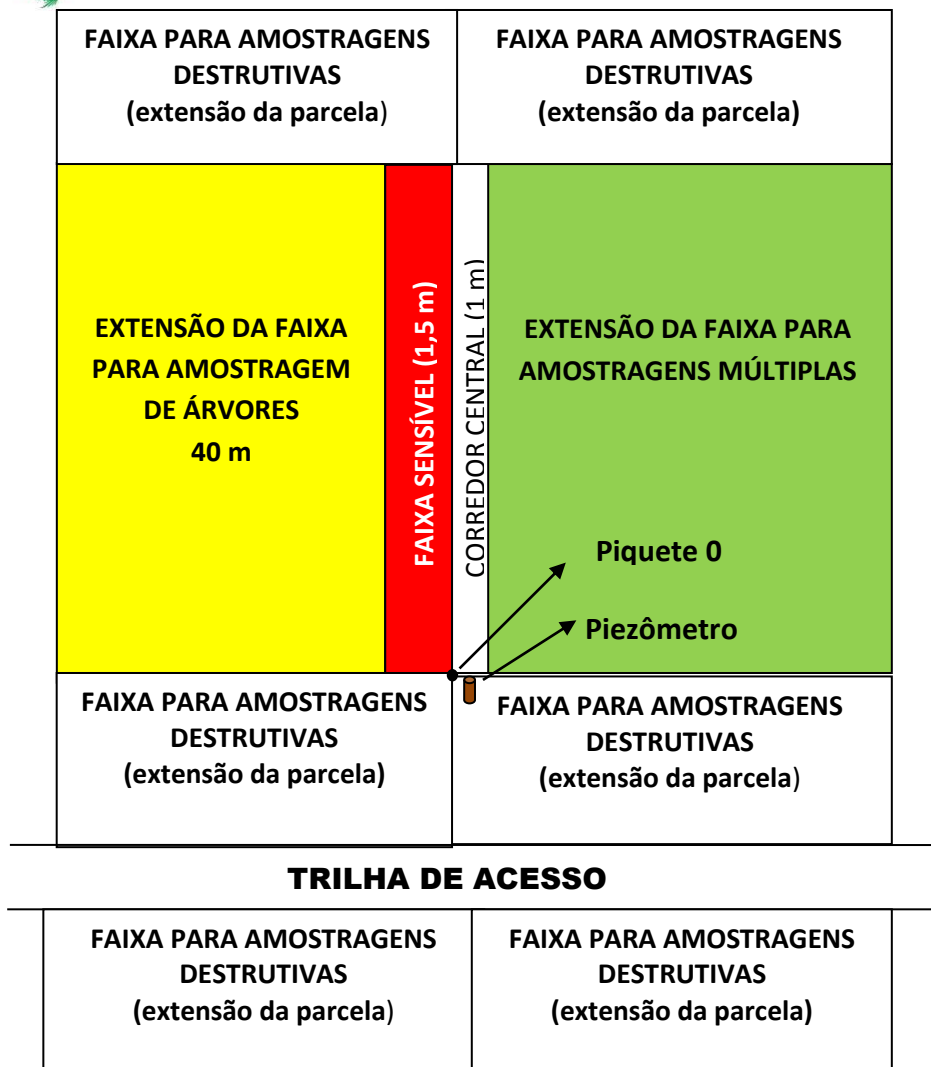 FAIXA PARA AMOSTRAGENS
DESTRUTIVAS
(extensão da parcela)
FAIXA PARA AMOSTRAGENS
DESTRUTIVAS
(extensão da parcela)
EXTENSÃO DA FAIXA
PARA AMOSTRAGEM
DE ÁRVORES
40 m
FAIXA SENSÍVEL (1,5 m)
CORREDOR CENTRAL (1 m)
EXTENSÃO DA FAIXA PARA
AMOSTRAGENS MÚLTIPLAS
Piquete 0
Piezômetro
FAIXA PARA AMOSTRAGENS
DESTRUTIVAS
(extensão da parcela)
FAIXA PARA AMOSTRAGENS
DESTRUTIVAS
(extensão da parcela)
TRILHA DE ACESSO
FAIXA PARA AMOSTRAGENS
DESTRUTIVAS
(extensão da parcela)
FAIXA PARA AMOSTRAGENS
DESTRUTIVAS
(extensão da parcela)